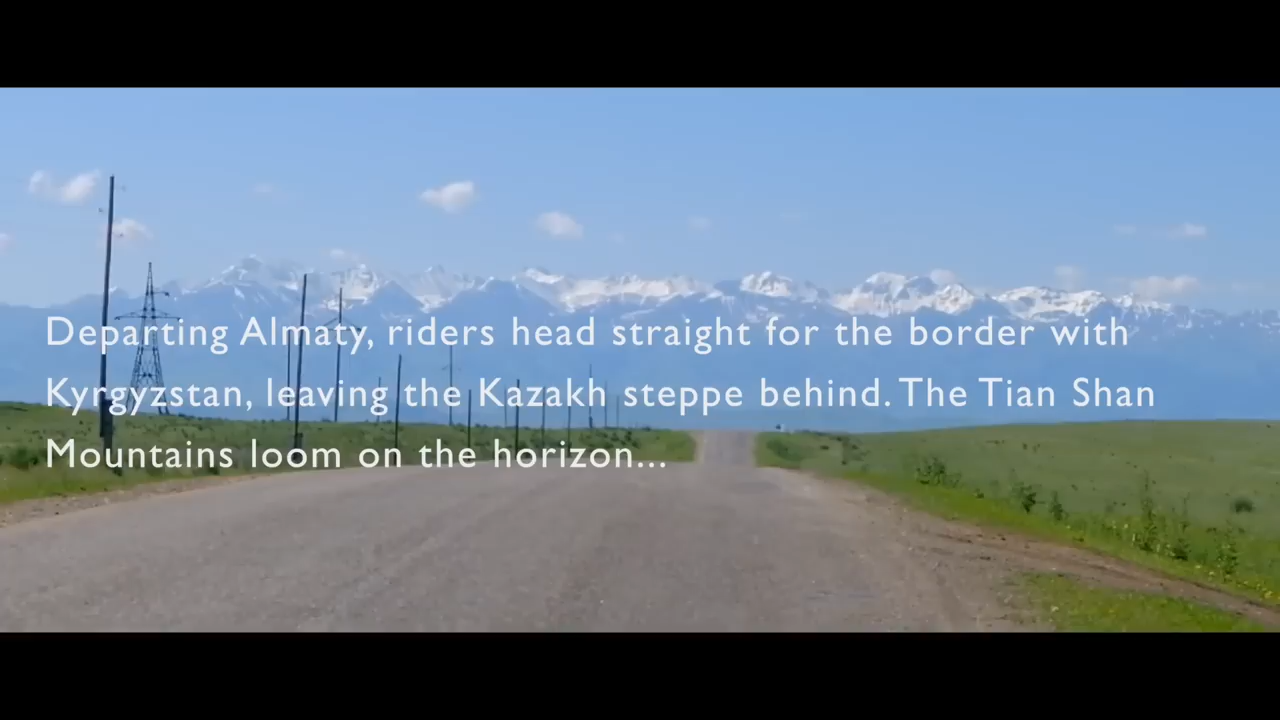 Departing Almaty, riders head straight for the border with
Kyrgyzstan, leaving the Kazakh steppe behind. The Tian Shan
Mountains loom on the horizon...